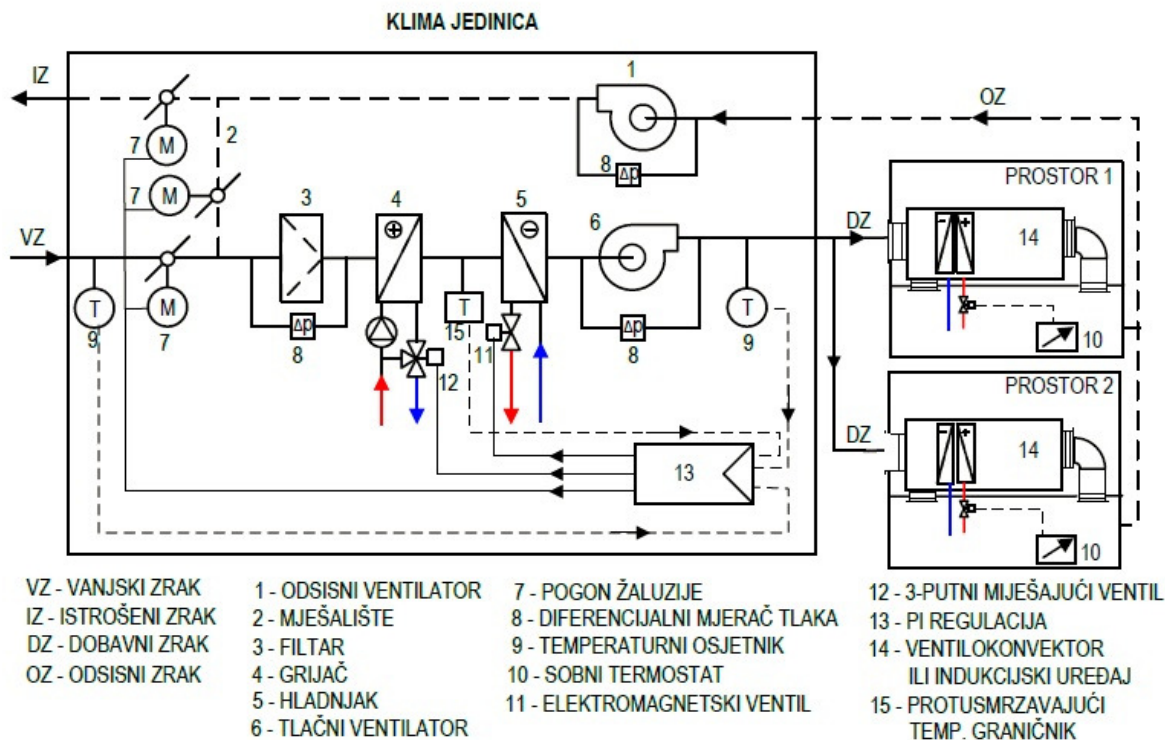 KLIMA JEDINICA
IZ
1
OZ
7 M
2
8 Δp
7 M
3
4
5
6
PROSTOR 1
DZ
14
VZ
T
M
T
Δp
15
11
Δp
T
9
7
8
12
8
9
10
PROSTOR 2
DZ
14
13
10
VZ - VANJSKI ZRAK
IZ - ISTROŠENI ZRAK
DZ - DOBAVNI ZRAK
OZ - ODSISNI ZRAK
1 - ODSISNI VENTILATOR
2 - MJEŠALIŠTE
3 - FILTAR
4 - GRIJAČ
5 - HLADNJAK
6 - TLAČNI VENTILATOR
7 - POGON ŽALUZIJE
8 - DIFERENCIJALNI MJERAČ TLAKA
9 - TEMPERATURNI OSJETNIK
10 - SOBNI TERMOSTAT
11 - ELEKTROMAGNETSKI VENTIL
12 - 3-PUTNI MIJEŠAJUĆI VENTIL
13 - PI REGULACIJA
14 - VENTILOKONVEKTOR
ILI INDUKCIJSKI UREĐAJ
15 - PROTUSMRZAVAJUĆI
TEMP. GRANIČNIK